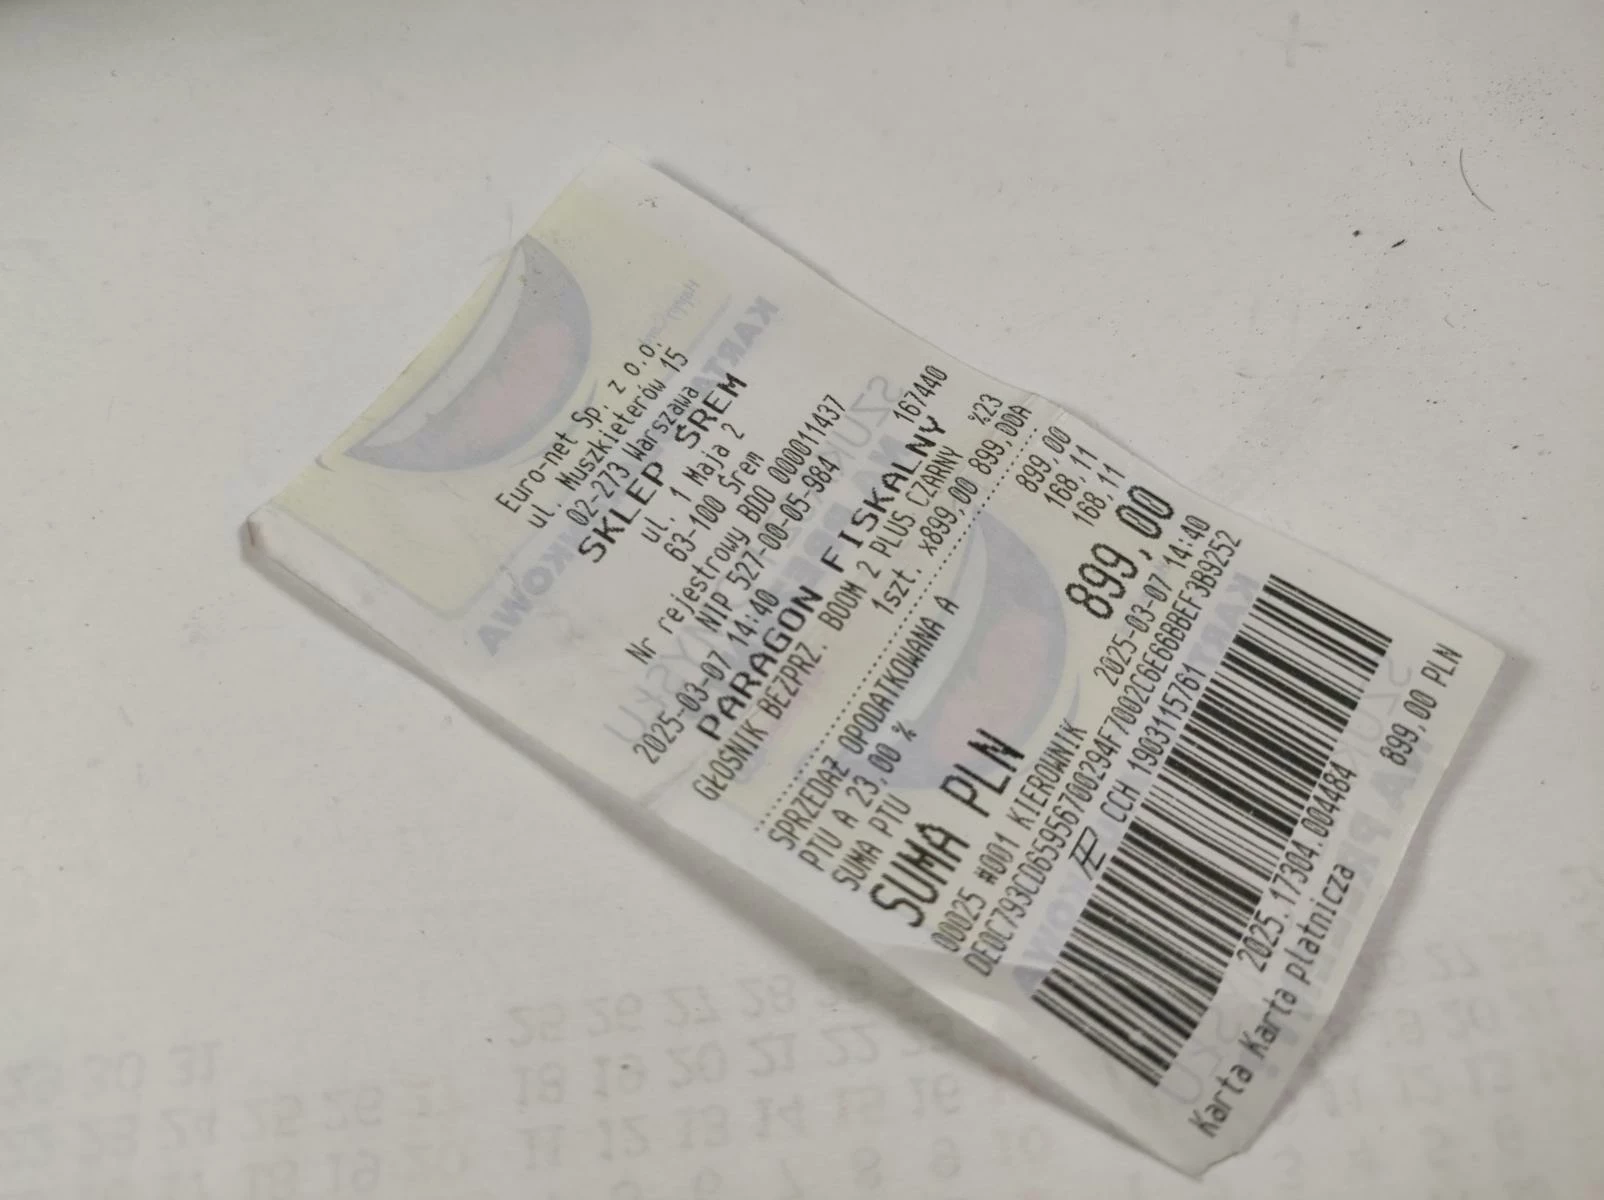 Euro-net Sp. z o.o.
ul. Muszkieterów 15
02-273 Warszawa
SKLEP ŚREM
ul. 1 Maja 2
63-100 Śrem
Nr rejestrowy BDO 000011437
NIP 527-00-05-984
2025-03-07 14:40 167440
PARAGON FISKALNY
GŁOŚNIK BEZPRZ. BOOM 2 PLUS CZARNY %23
1szt. x899,00 899,00A
SPRZEDAŻ OPODATKOWANA A 899,00
PTU A 23,00 % 168,11
SUMA PTU 168,11
SUMA PLN 899,00
00025 #001 KIEROWNIK 2025-03-07 14:40
CCH 1903115761
2025.17304.004484
Karta Karta płatnicza 899,00 PLN